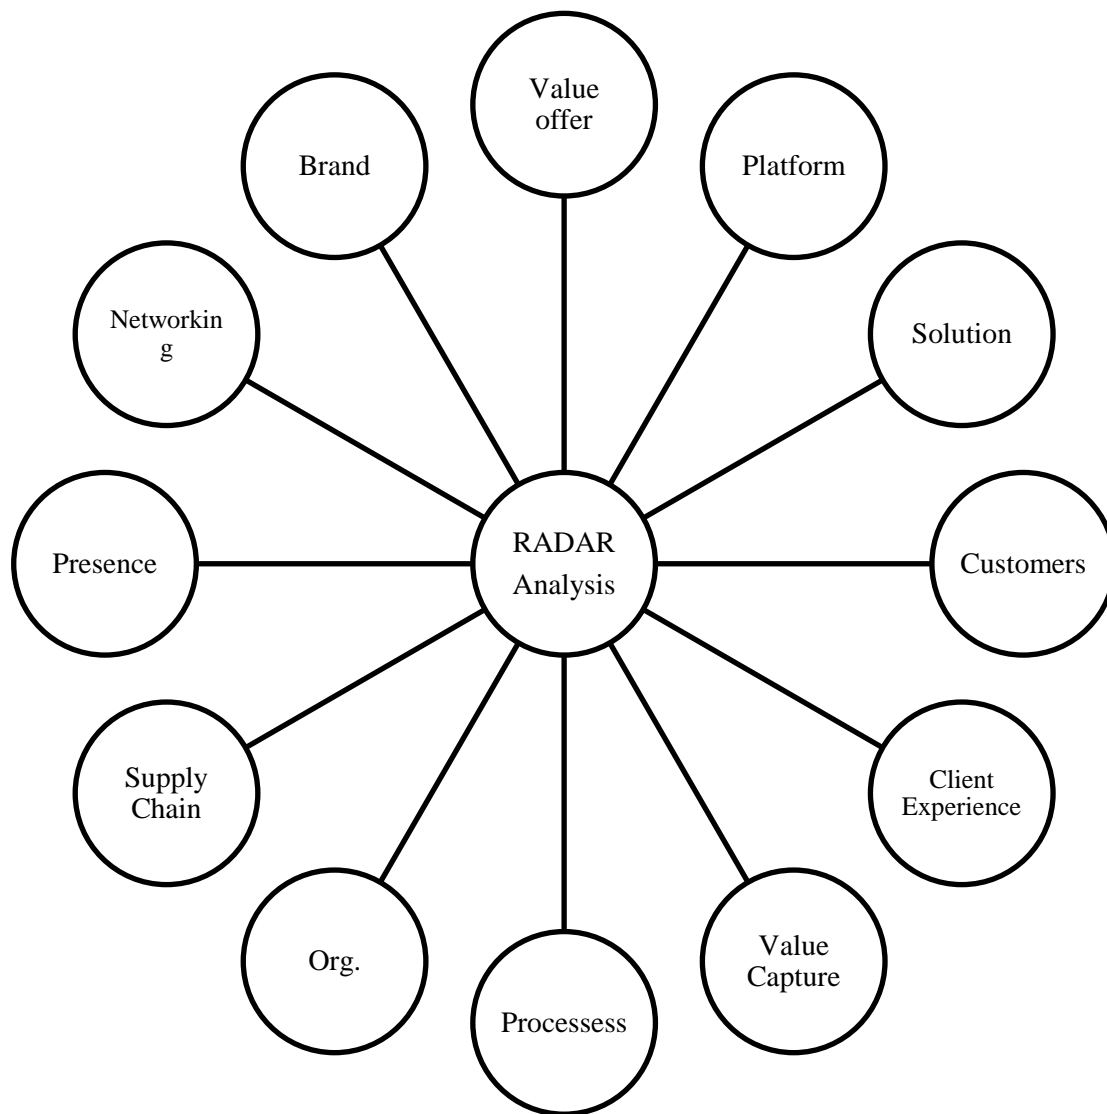 Value
offer
Brand
Platform
Networkin
g
Solution
RADAR
Analysis
Presence
Customers
Supply
Chain
Client
Experience
Org.
Value
Capture
Processess